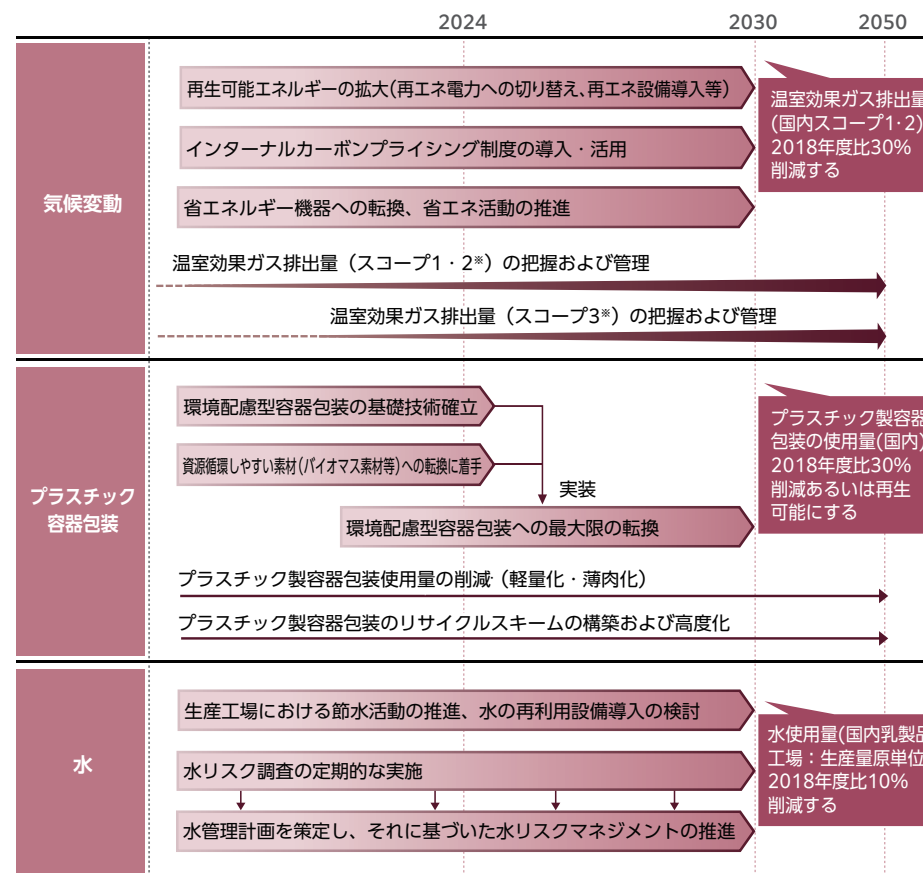 2024 2030 2050
気候変動
再生可能エネルギーの拡大(再エネ電力への切り替え、再エネ設備導入等)
インターナルカーボンプライシング制度の導入・活用
省エネルギー機器への転換、省エネ活動の推進
温室効果ガス排出量（スコープ1・2※）の把握および管理
温室効果ガス排出量（スコープ3※）の把握および管理
温室効果ガス排出量
(国内スコープ1・2)
2018年度比30%
削減する
プラスチック
容器包装
環境配慮型容器包装の基礎技術確立
資源循環しやすい素材(バイオマス素材等)への転換に着手
実装
環境配慮型容器包装への最大限の転換
プラスチック製容器包装使用量の削減（軽量化・薄肉化）
プラスチック製容器包装のリサイクルスキームの構築および高度化
プラスチック製容器
包装の使用量(国内)
2018年度比30%
削減あるいは再生
可能にする
水
生産工場における節水活動の推進、水の再利用設備導入の検討
水リスク調査の定期的な実施
水管理計画を策定し、それに基づいた水リスクマネジメントの推進
水使用量(国内乳製品
工場：生産量原単位
2018年度比10%
削減する